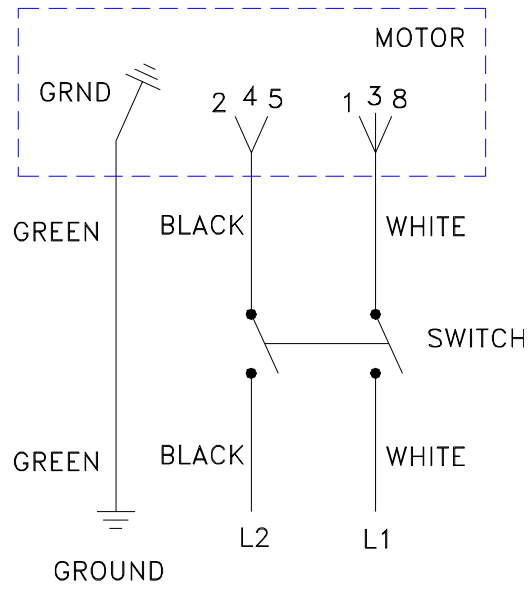 MOTOR
GRND
2 4 5
1 3 8
GREEN
BLACK
WHITE
SWITCH
GREEN
BLACK
WHITE
L2
L1
GROUND